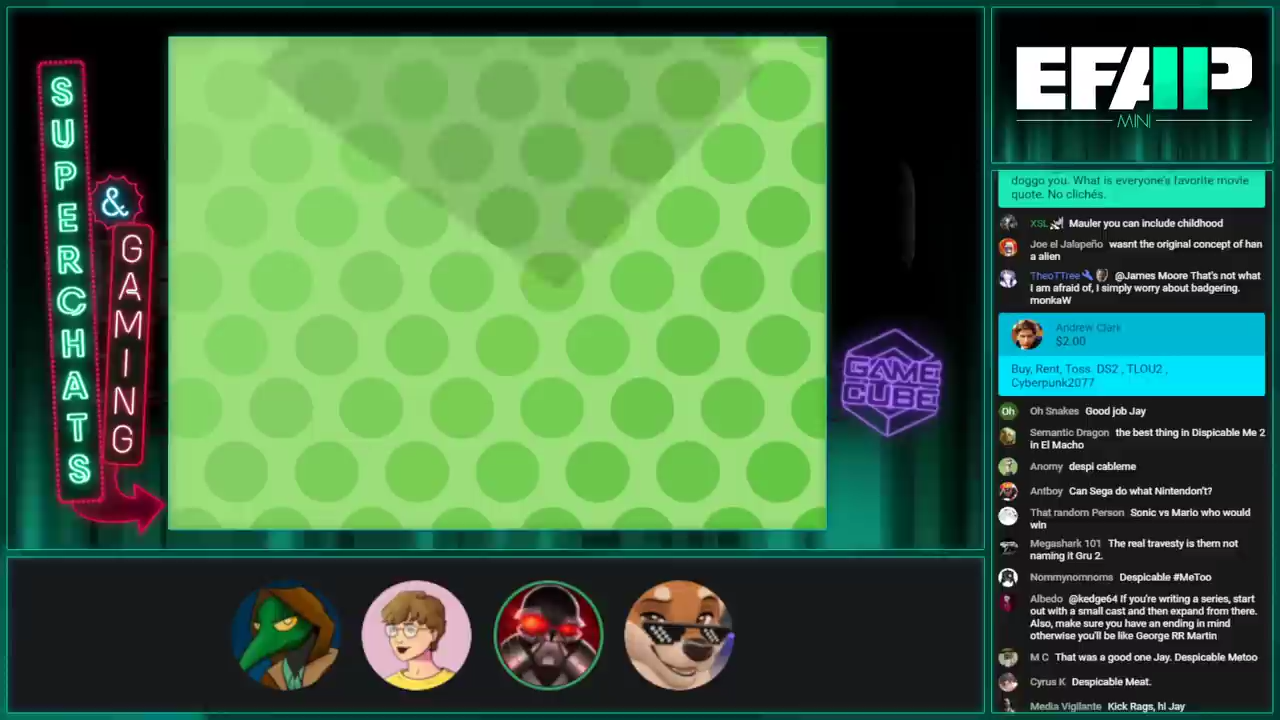 SUPERCHATS
&
GAMING
GAME
CUBE
EFAP
MINI
doggo you. What is everyone's favorite movie
quote. No clichés.
XSL Mauler you can include childhood
Joe el Jalapeño wasnt the original concept of han
a alien
TheoTTree @James Moore That's not what
I am afraid of, I simply worry about badgering.
monkaW
Andrew Clark
$2.00
Buy, Rent, Toss. DS2 , TLOU2 ,
Cyberpunk2077
Oh
Oh Snakes Good job Jay
Semantic Dragon the best thing in Dispicable Me 2
in El Macho
Anomy despi cableme
Antboy Can Sega do what Nintendon't?
That random Person Sonic vs Mario who would
win
Megashark 101 The real travesty is them not
naming it Gru 2.
Nommynomnoms Despicable #MeToo
Albedo @kedge64 If you're writing a series, start
out with a small cast and then expand from there.
Also, make sure you have an ending in mind
otherwise you'll be like George RR Martin
M C That was a good one Jay. Despicable Metoo
Cyrus K Despicable Meat.
Media Vigilante Kick Rags, hi Jay